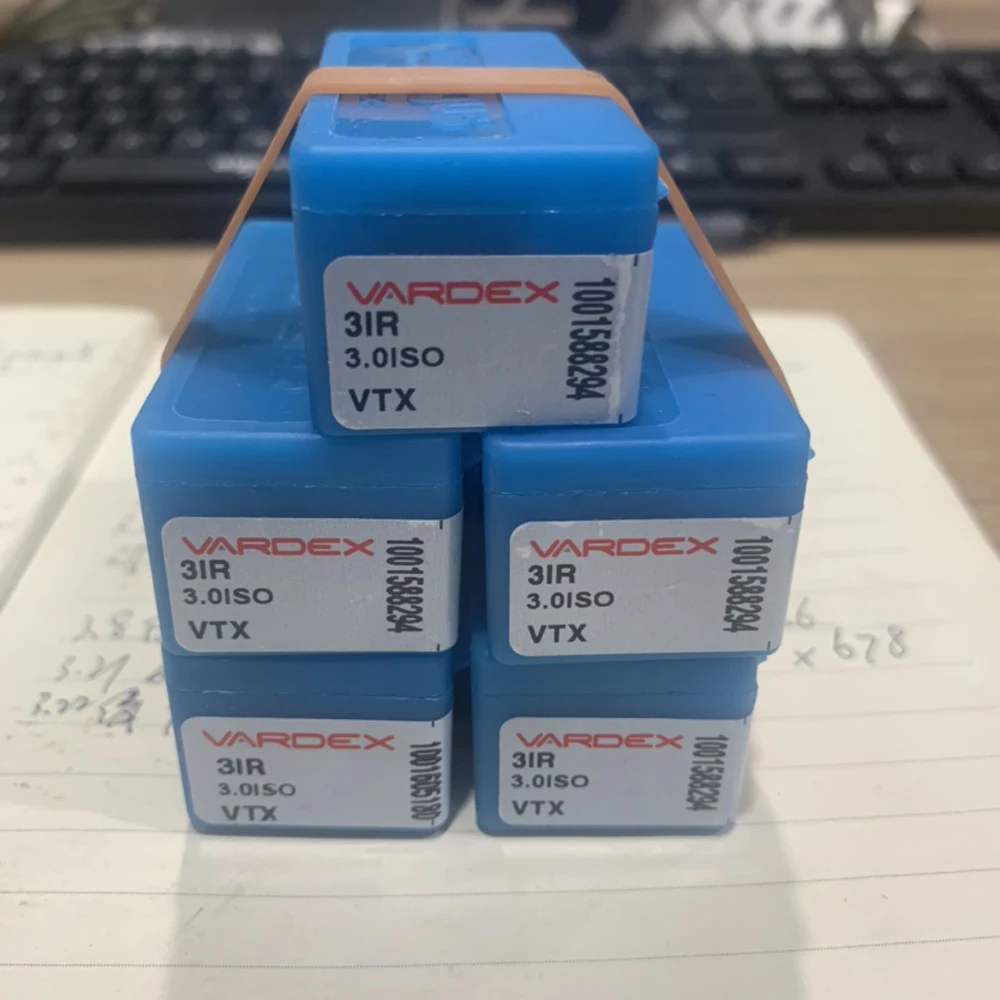 VARDEX
3IR
3.0ISO
VTX
1001588294
VARDEX
3IR
3.0ISO
VTX
1001588294
VARDEX
3IR
3.0ISO
VTX
1001588294
VARDEX
3IR
3.0ISO
VTX
1001605180
VARDEX
3IR
3.0ISO
VTX
1001588294
x 678